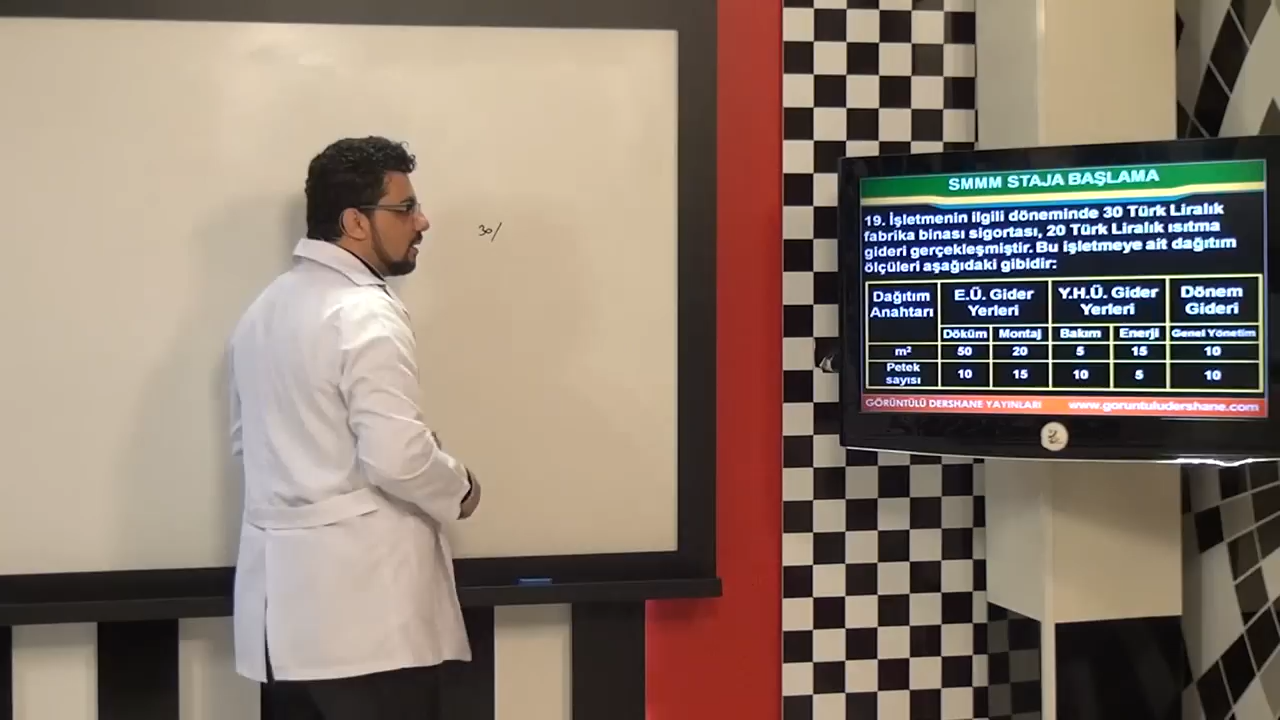 30/
SMMM STAJA BAŞLAMA
19. İşletmenin ilgili döneminde 30 Türk Liralık
fabrika binası sigortası, 20 Türk Liralık ısıtma
gideri gerçekleşmiştir. Bu işletmeye ait dağıtım
ölçüleri aşağıdaki gibidir:
Dağıtım Anahtarı E.Ü. Gider Yerleri Y.H.Ü. Gider Yerleri Dönem Gideri
Döküm Montaj Bakım Enerji Genel Yönetim
m² 50 20 5 15 10
Petek sayısı 10 15 10 5 10
GÖRÜNTÜLÜ DERSHANE YAYINLARI www.goruntuludershane.com